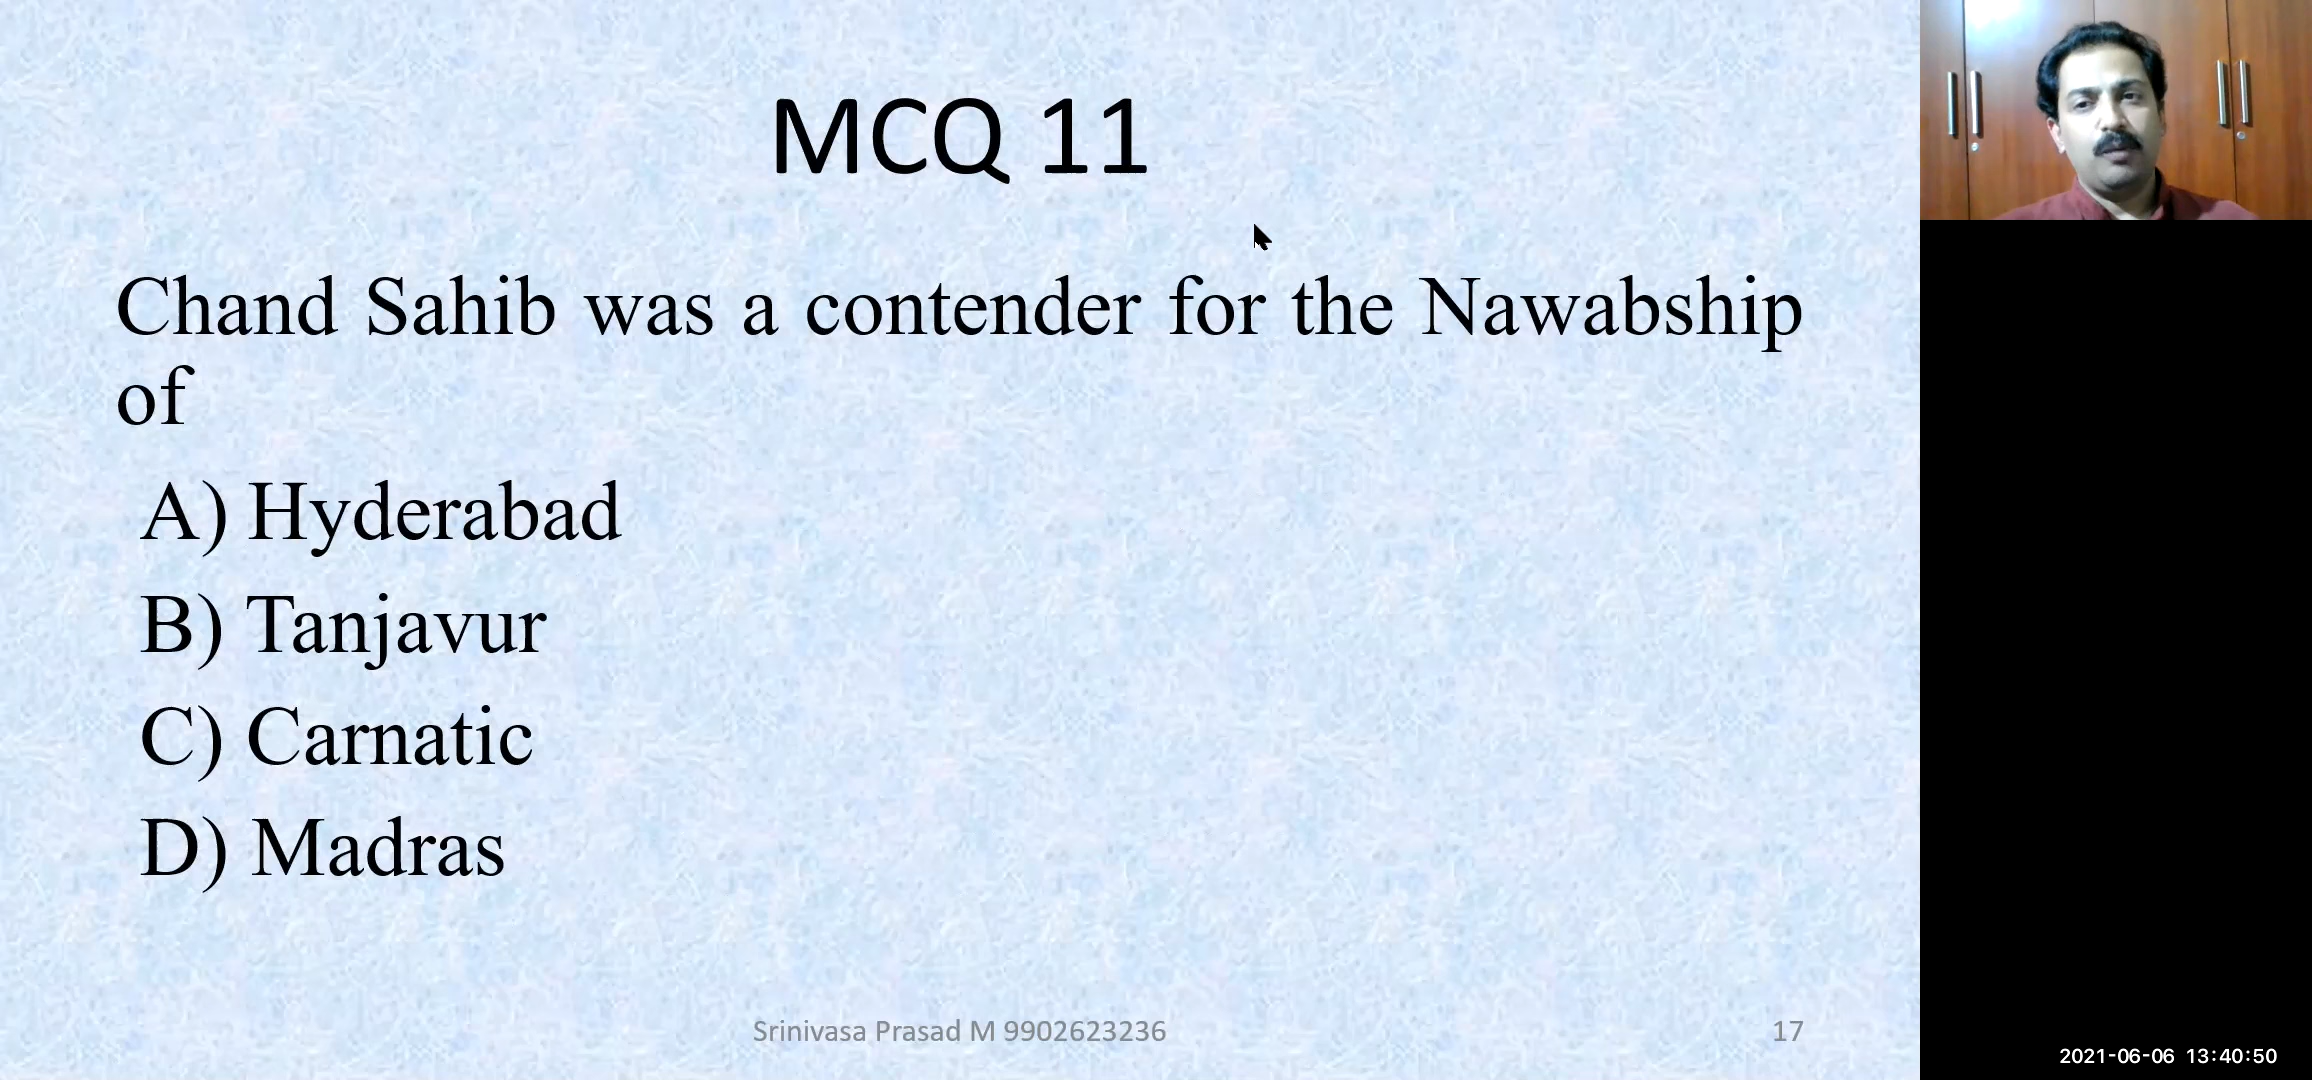 MCQ 11
Chand Sahib was a contender for the Nawabship
of
A) Hyderabad
B) Tanjavur
C) Carnatic
D) Madras
Srinivasa Prasad M 9902623236
17
2021-06-06 13:40:50